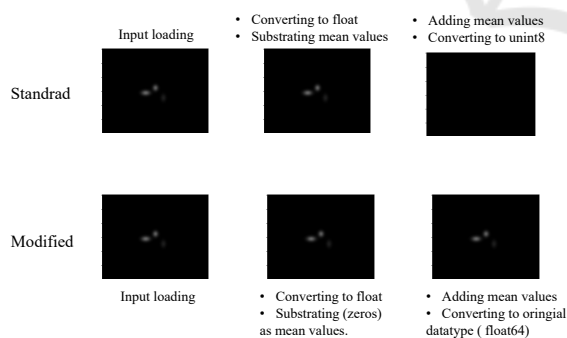 Input loading
• Converting to float
• Substrating mean values
• Adding mean values
• Converting to unint8
Standrad
Modified
Input loading
• Converting to float
• Substrating (zeros)
as mean values.
• Adding mean values
• Converting to oringial
datatype ( float64)